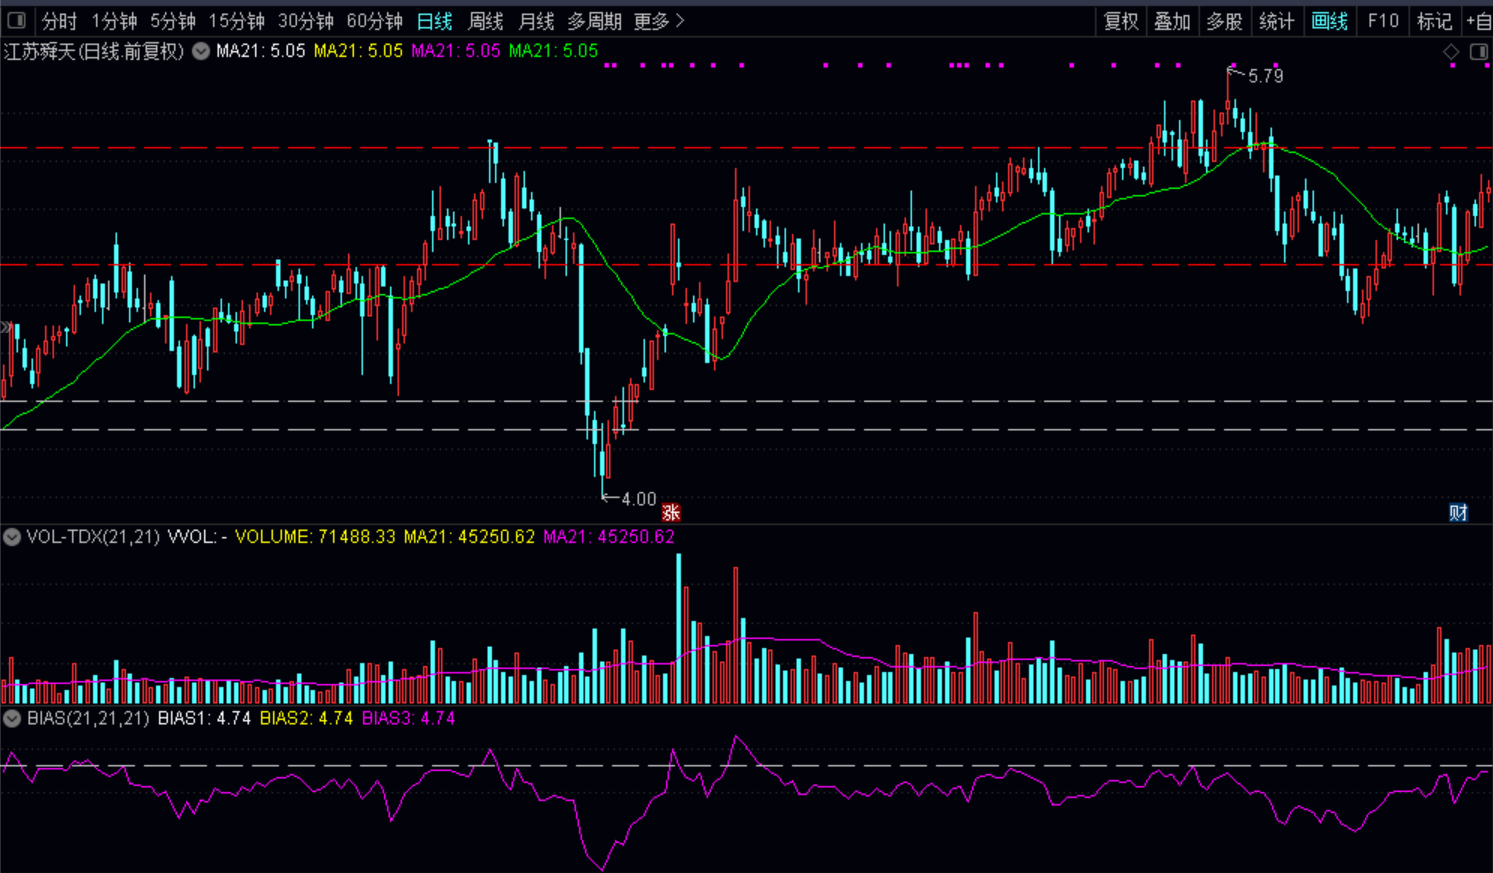 分时 1分钟 5分钟 15分钟 30分钟 60分钟 日线 周线 月线 多周期 更多 复权 叠加 多股 统计 画线 F10 标记 +自
江苏舜天(日线.前复权) MA21: 5.05 MA21: 5.05 MA21: 5.05 MA21: 5.05
5.79
4.00
涨 财
VOL-TDX(21,21) VVOL: - VOLUME: 71488.33 MA21: 45250.62 MA21: 45250.62
BIAS(21,21,21) BIAS1: 4.74 BIAS2: 4.74 BIAS3: 4.74